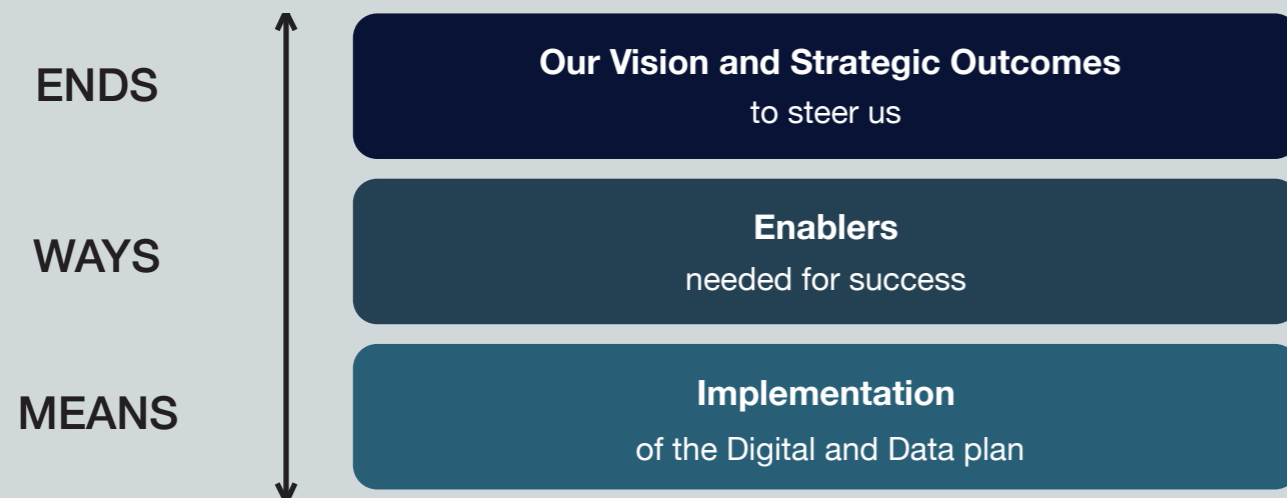 ENDS
Our Vision and Strategic Outcomes
to steer us
WAYS
Enablers
needed for success
MEANS
Implementation
of the Digital and Data plan